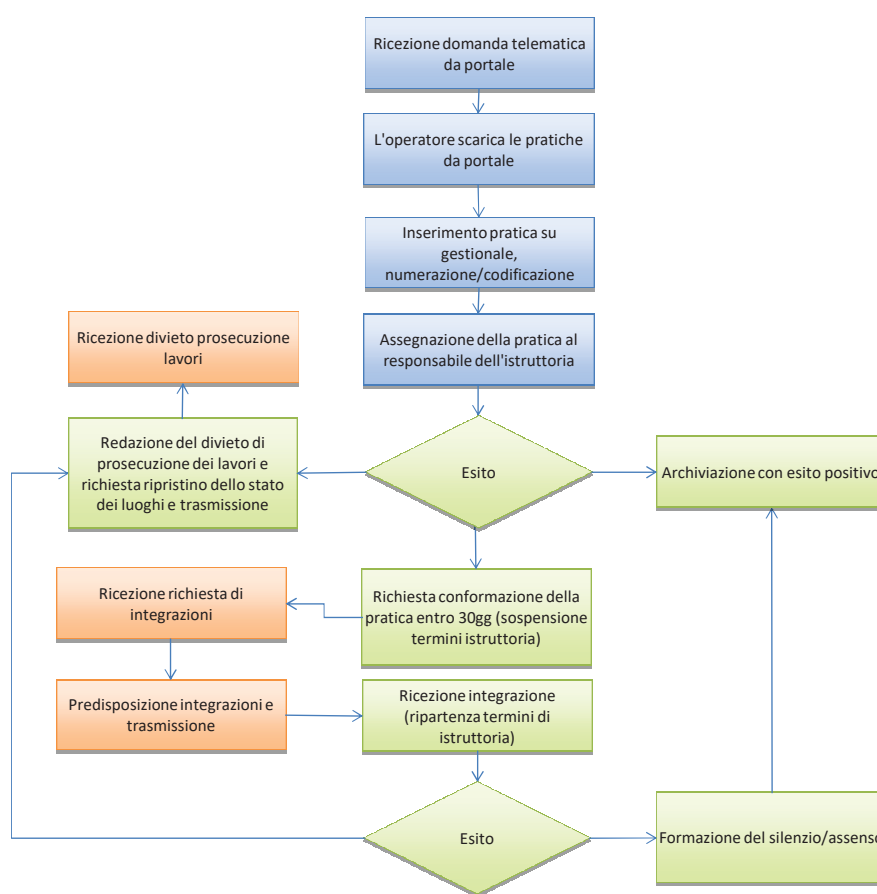 Ricezione domanda telematica
da portale
L'operatore scarica le pratiche
da portale
Inserimento pratica su
gestionale,
numerazione/codificazione
Ricezione divieto prosecuzione
lavori
Assegnazione della pratica al
responsabile dell'istruttoria
Redazione del divieto di
prosecuzione dei lavori e
richiesta ripristino dello stato
dei luoghi e trasmissione
Esito
Archiviazione con esito positivo
Ricezione richiesta di
integrazioni
Richiesta conformazione della
pratica entro 30gg (sospensione
termini istruttoria)
Predisposizione integrazioni e
trasmissione
Ricezione integrazione
(ripartenza termini di
istruttoria)
Esito
Formazione del silenzio/assenso